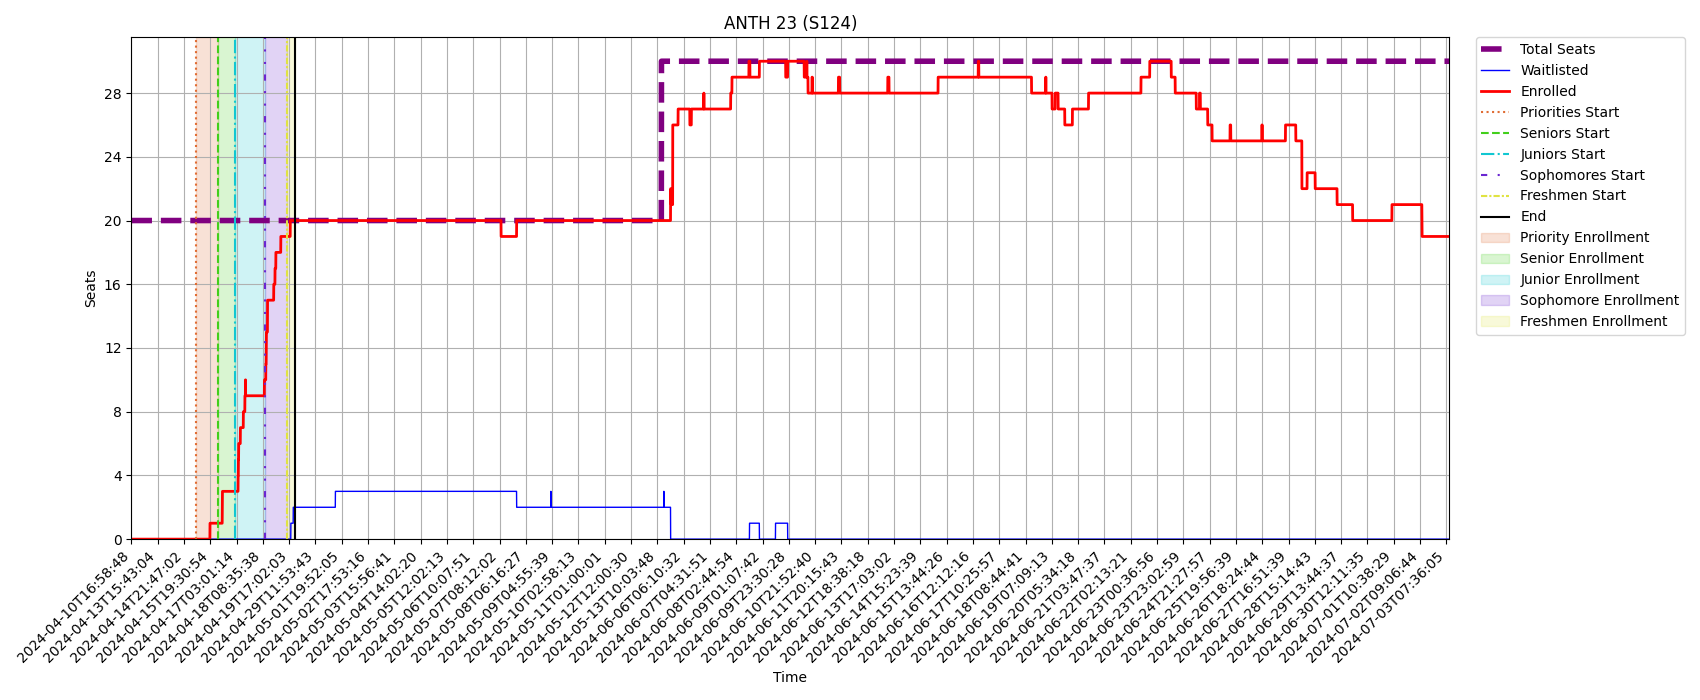 ANTH 23 (S124)
Seats
28
24
20
16
12
8
4
0
2024-04-10T16:58:48
2024-04-13T15:43:04
2024-04-14T21:47:02
2024-04-15T19:30:54
2024-04-17T03:01:14
2024-04-18T08:35:38
2024-04-19T17:02:03
2024-04-29T11:53:43
2024-05-01T19:52:05
2024-05-02T17:53:16
2024-05-03T15:56:41
2024-05-04T14:02:20
2024-05-05T12:02:13
2024-05-06T10:07:51
2024-05-07T08:12:02
2024-05-08T06:16:27
2024-05-09T04:55:39
2024-05-10T02:58:13
2024-05-11T01:00:01
2024-05-12T12:00:30
2024-05-13T10:03:48
2024-06-06T06:10:32
2024-06-07T04:31:51
2024-06-08T02:44:54
2024-06-09T01:07:42
2024-06-09T23:30:28
2024-06-10T21:52:40
2024-06-11T20:15:43
2024-06-12T18:38:18
2024-06-13T17:03:02
2024-06-14T15:23:39
2024-06-15T13:44:26
2024-06-16T12:12:16
2024-06-17T10:25:57
2024-06-18T08:44:41
2024-06-19T07:09:13
2024-06-20T05:34:18
2024-06-21T03:47:37
2024-06-22T02:13:21
2024-06-23T00:36:56
2024-06-23T23:02:59
2024-06-24T21:27:57
2024-06-25T19:56:39
2024-06-26T18:24:44
2024-06-27T16:51:39
2024-06-28T15:14:43
2024-06-29T13:44:37
2024-06-30T12:11:35
2024-07-01T10:38:29
2024-07-02T09:06:44
2024-07-03T07:36:05
Time
Total Seats
Waitlisted
Enrolled
Priorities Start
Seniors Start
Juniors Start
Sophomores Start
Freshmen Start
End
Priority Enrollment
Senior Enrollment
Junior Enrollment
Sophomore Enrollment
Freshmen Enrollment